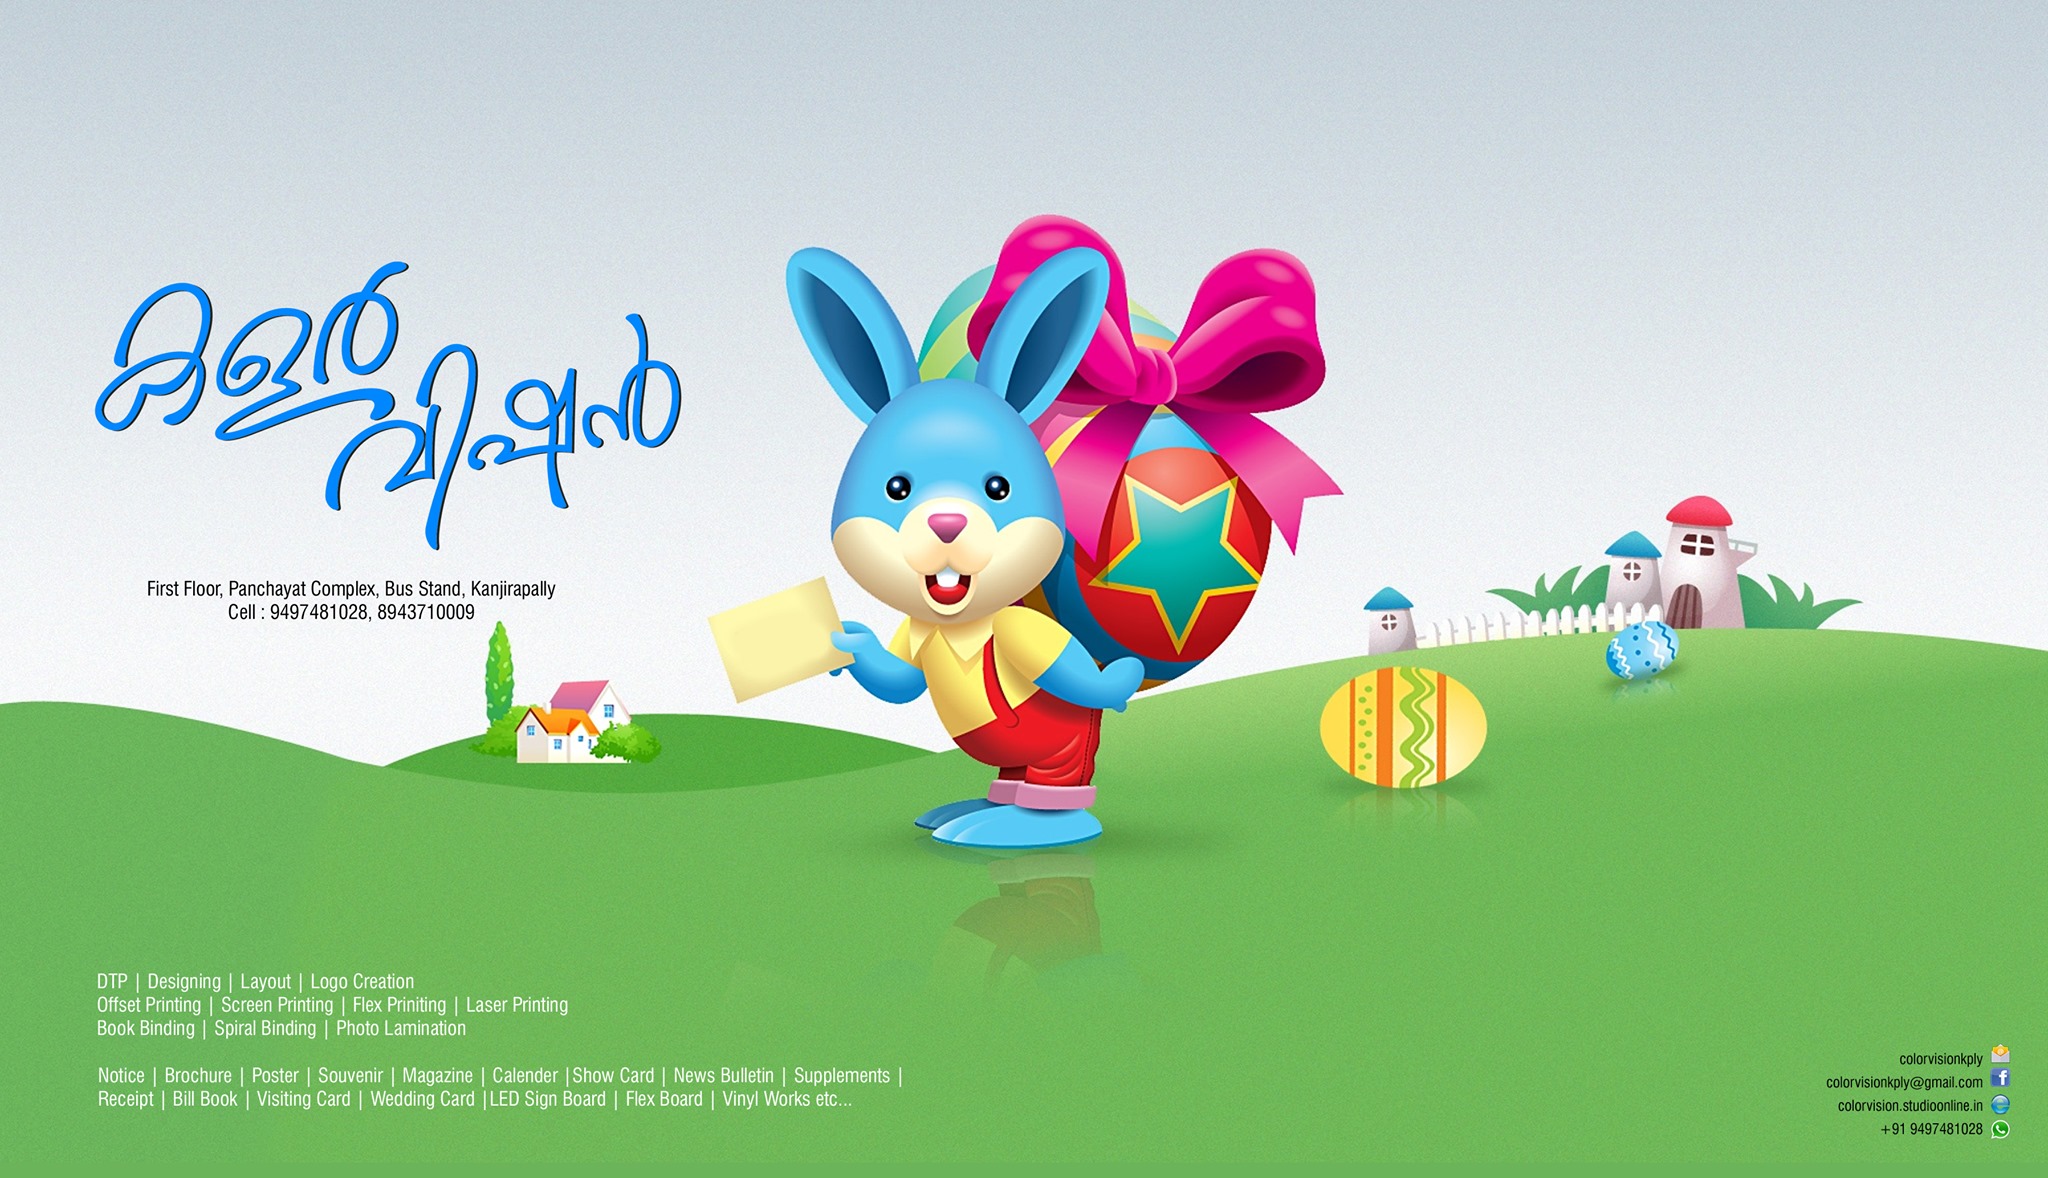 കളർ
വിഷൻ
First Floor, Panchayat Complex, Bus Stand, Kanjirapally
Cell : 9497481028, 8943710009
DTP | Designing | Layout | Logo Creation
Offset Printing | Screen Printing | Flex Priniting | Laser Printing
Book Binding | Spiral Binding | Photo Lamination
Notice | Brochure | Poster | Souvenir | Magazine | Calender |Show Card | News Bulletin | Supplements |
Receipt | Bill Book | Visiting Card | Wedding Card |LED Sign Board | Flex Board | Vinyl Works etc...
colorvisionkply
colorvisionkply@gmail.com
colorvision.studioonline.in
+91 9497481028